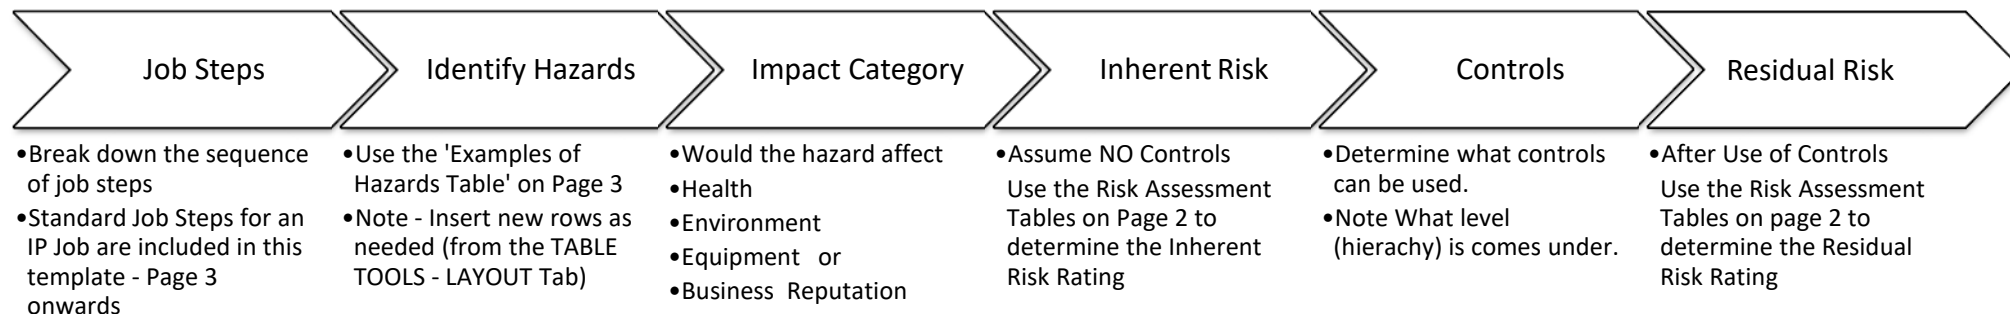 Job Steps
Identify Hazards
Impact Category
Inherent Risk
Controls
Residual Risk
•Break down the sequence
of job steps
•Standard Job Steps for an
IP Job are included in this
template - Page 3
onwards
•Use the 'Examples of
Hazards Table' on Page 3
•Note - Insert new rows as
needed (from the TABLE
TOOLS - LAYOUT Tab)
•Would the hazard affect
•Health
•Environment
•Equipment or
•Business Reputation
•Assume NO Controls
Use the Risk Assessment
Tables on Page 2 to
determine the Inherent
Risk Rating
•Determine what controls
can be used.
•Note What level
(hierachy) is comes under.
•After Use of Controls
Use the Risk Assessment
Tables on page 2 to
determine the Residual
Risk Rating